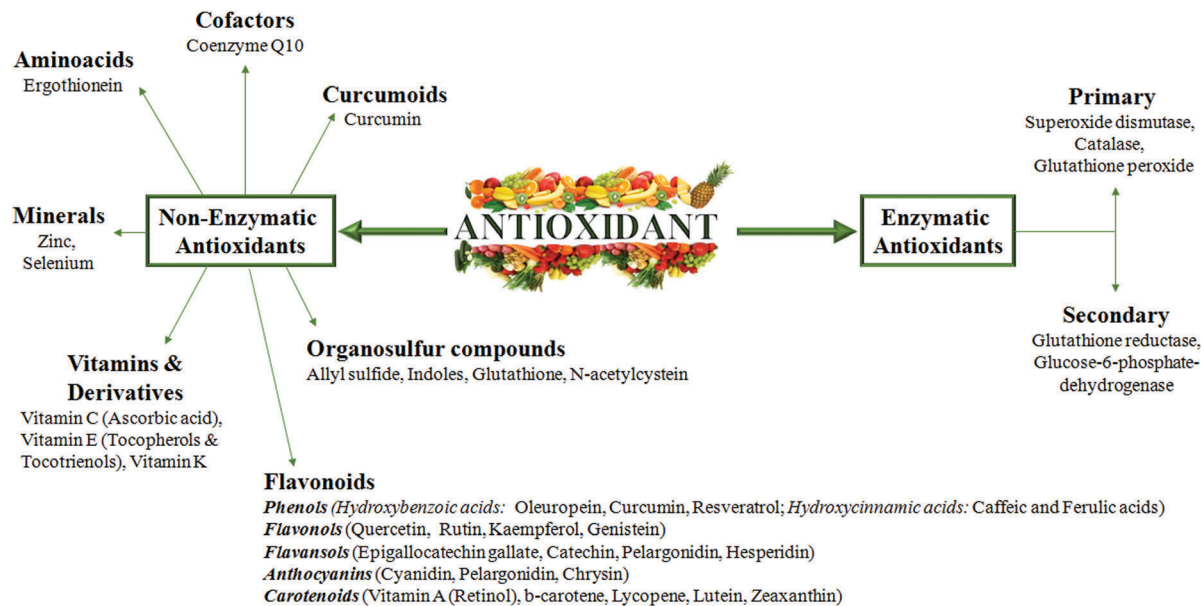 Cofactors
Coenzyme Q10
Aminoacids
Ergothionein
Curcumoids
Curcumin
Minerals
Zinc,
Selenium
Non-Enzymatic
Antioxidants
ANTIOXIDANT
Enzymatic
Antioxidants
Primary
Superoxide dismutase,
Catalase,
Glutathione peroxide
Secondary
Glutathione reductase,
Glucose-6-phosphate-
dehydrogenase
Vitamins &
Derivatives
Vitamin C (Ascorbic acid),
Vitamin E (Tocopherols &
Tocotrienols), Vitamin K
Organosulfur compounds
Allyl sulfide, Indoles, Glutathione, N-acetylcystein
Flavonoids
Phenols (Hydroxybenzoic acids: Oleuropein, Curcumin, Resveratrol; Hydroxycinnamic acids: Caffeic and Ferulic acids)
Flavonols (Quercetin, Rutin, Kaempferol, Genistein)
Flavansols (Epigallocatechin gallate, Catechin, Pelargonidin, Hesperidin)
Anthocyanins (Cyanidin, Pelargonidin, Chrysin)
Carotenoids (Vitamin A (Retinol), b-carotene, Lycopene, Lutein, Zeaxanthin)